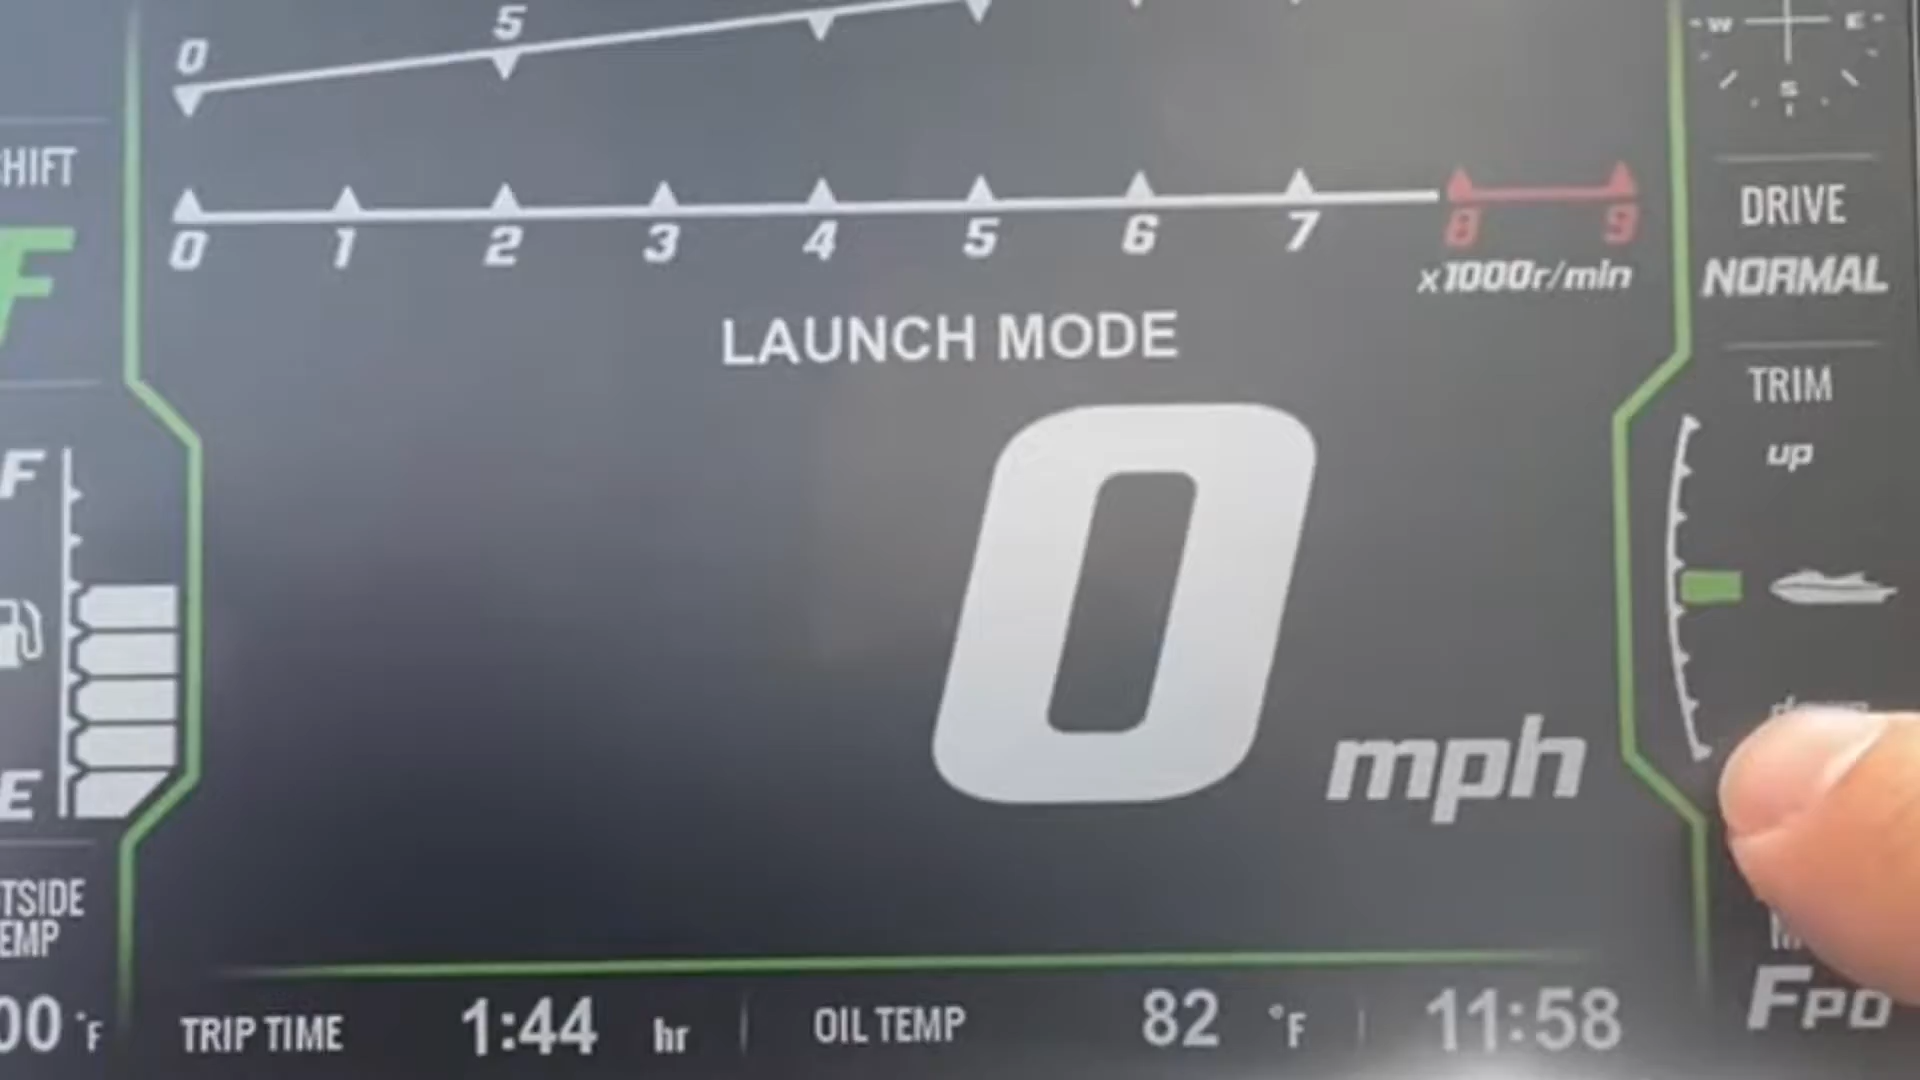 0 5
W E
S
HIFT
F
0 1 2 3 4 5 6 7 8 9
x1000r/min
DRIVE
NORMAL
LAUNCH MODE
TRIM
up
F
E
0 mph
TSIDE
EMP
00 °F
TRIP TIME 1:44 hr
OIL TEMP 82 °F
11:58
FPO